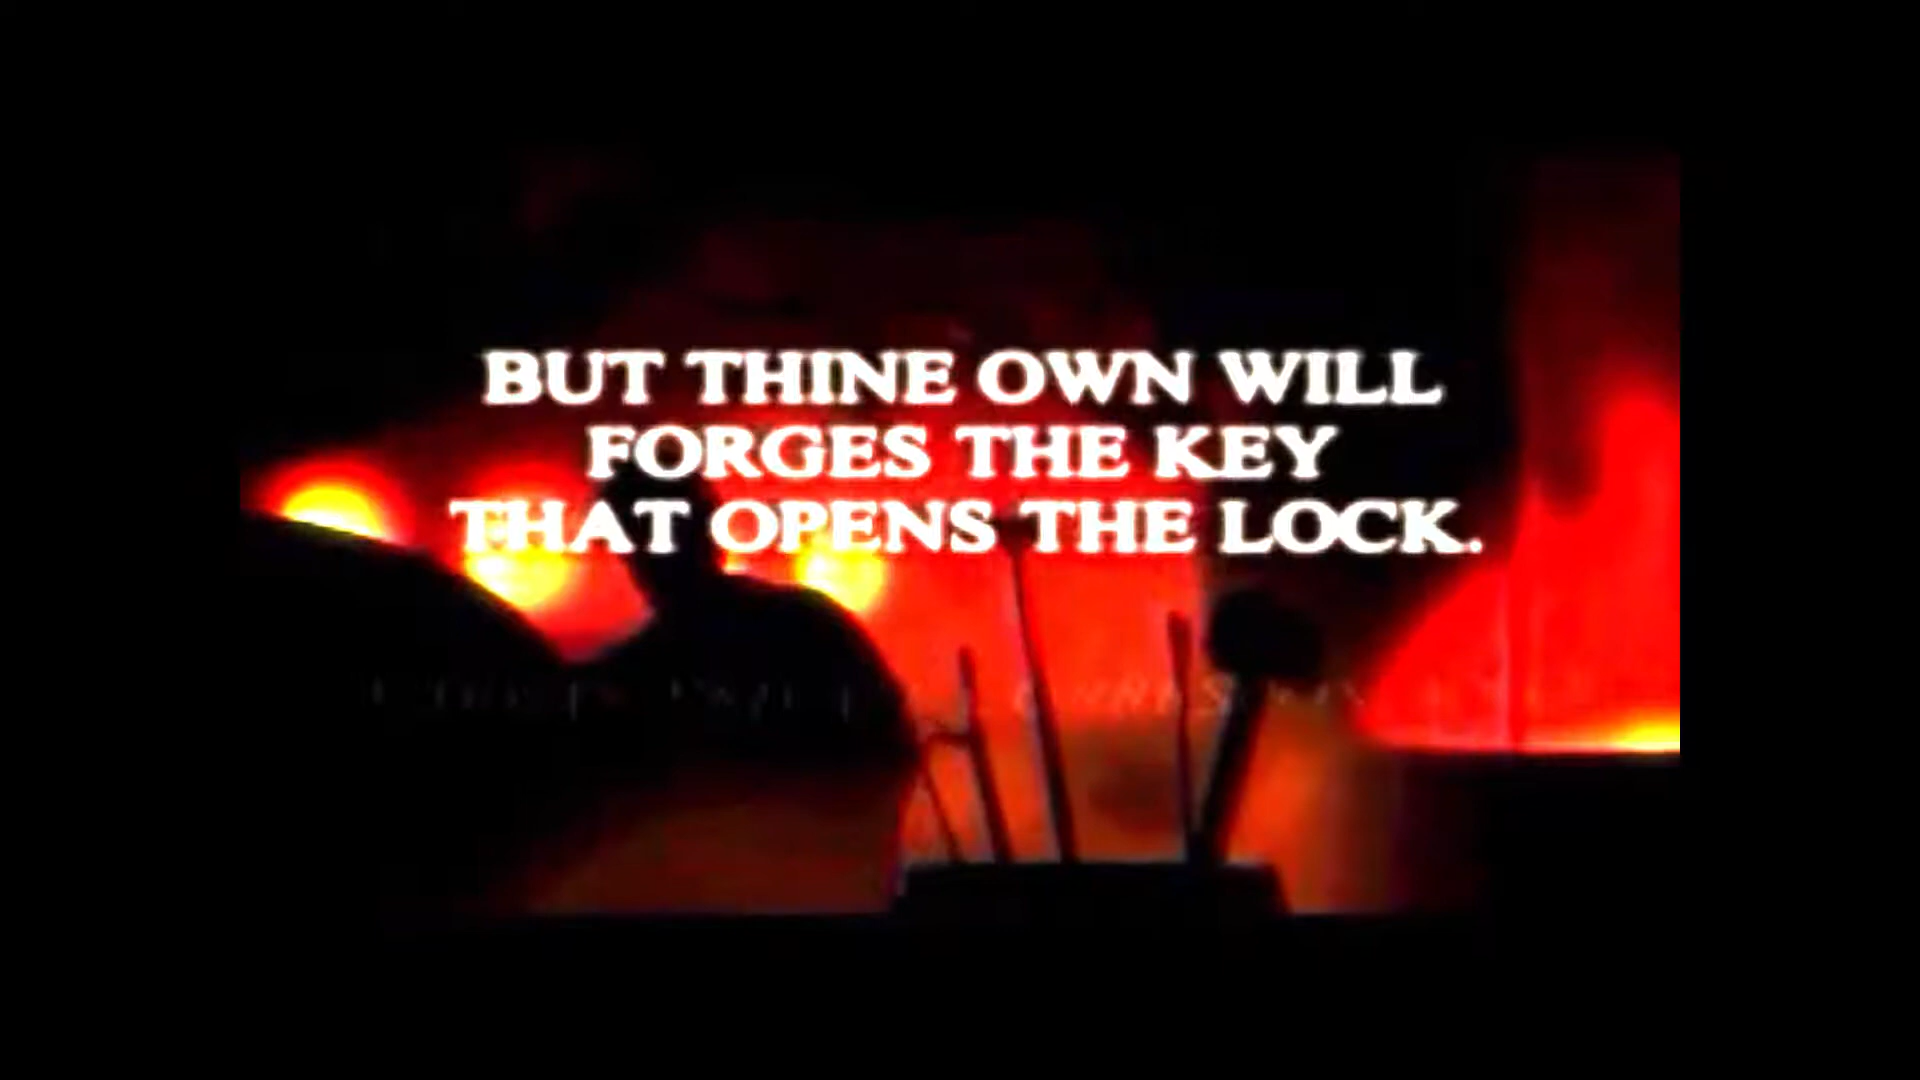 BUT THINE OWN WILL
FORGES THE KEY
THAT OPENS THE LOCK.